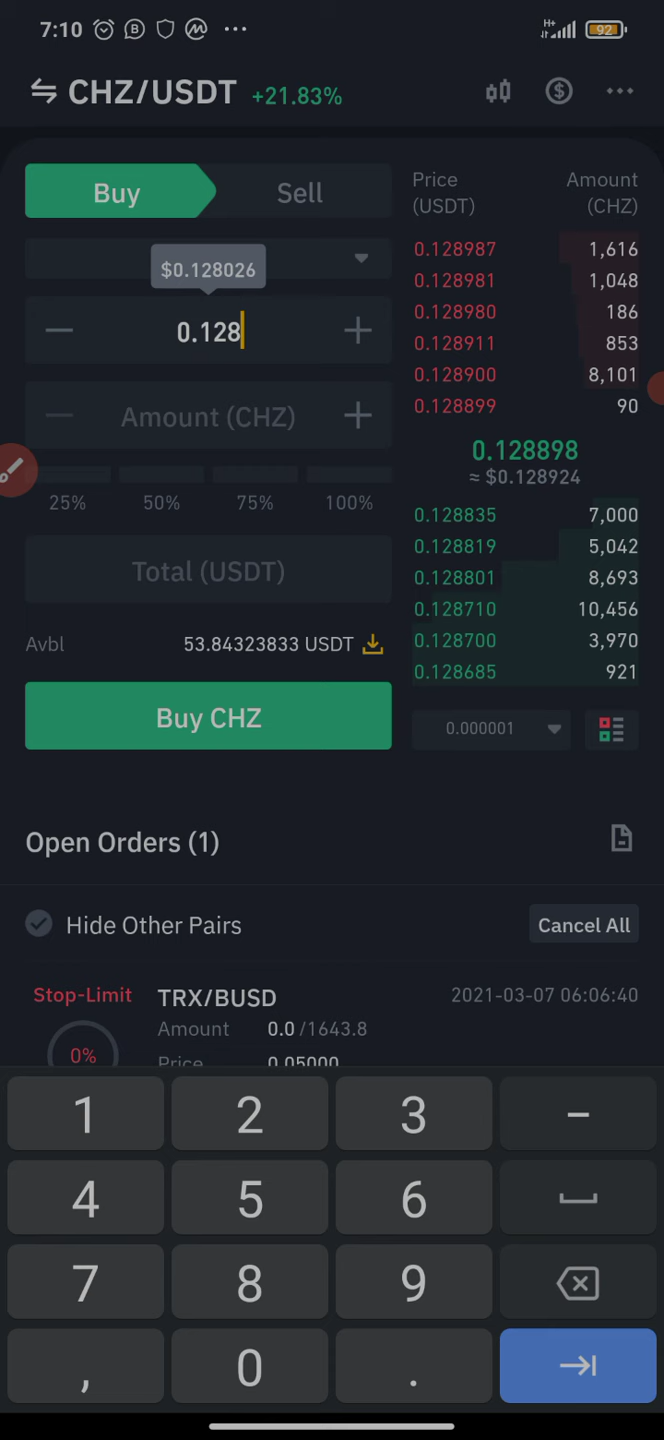 7:10
92
CHZ/USDT +21.83%
Buy
Sell
Price (USDT)
Amount (CHZ)
$0.128026
0.128
Amount (CHZ)
25% 50% 75% 100%
Total (USDT)
Avbl 53.84323833 USDT
Buy CHZ
0.128987 1,616
0.128981 1,048
0.128980 186
0.128911 853
0.128900 8,101
0.128899 90
0.128898
≈ $0.128924
0.128835 7,000
0.128819 5,042
0.128801 8,693
0.128710 10,456
0.128700 3,970
0.128685 921
0.000001
Open Orders (1)
Hide Other Pairs
Cancel All
Stop-Limit TRX/BUSD 2021-03-07 06:06:40
Amount 0.0 /1643.8
0%
Price 0.05000
1 2 3 –
4 5 6
7 8 9
, 0 .